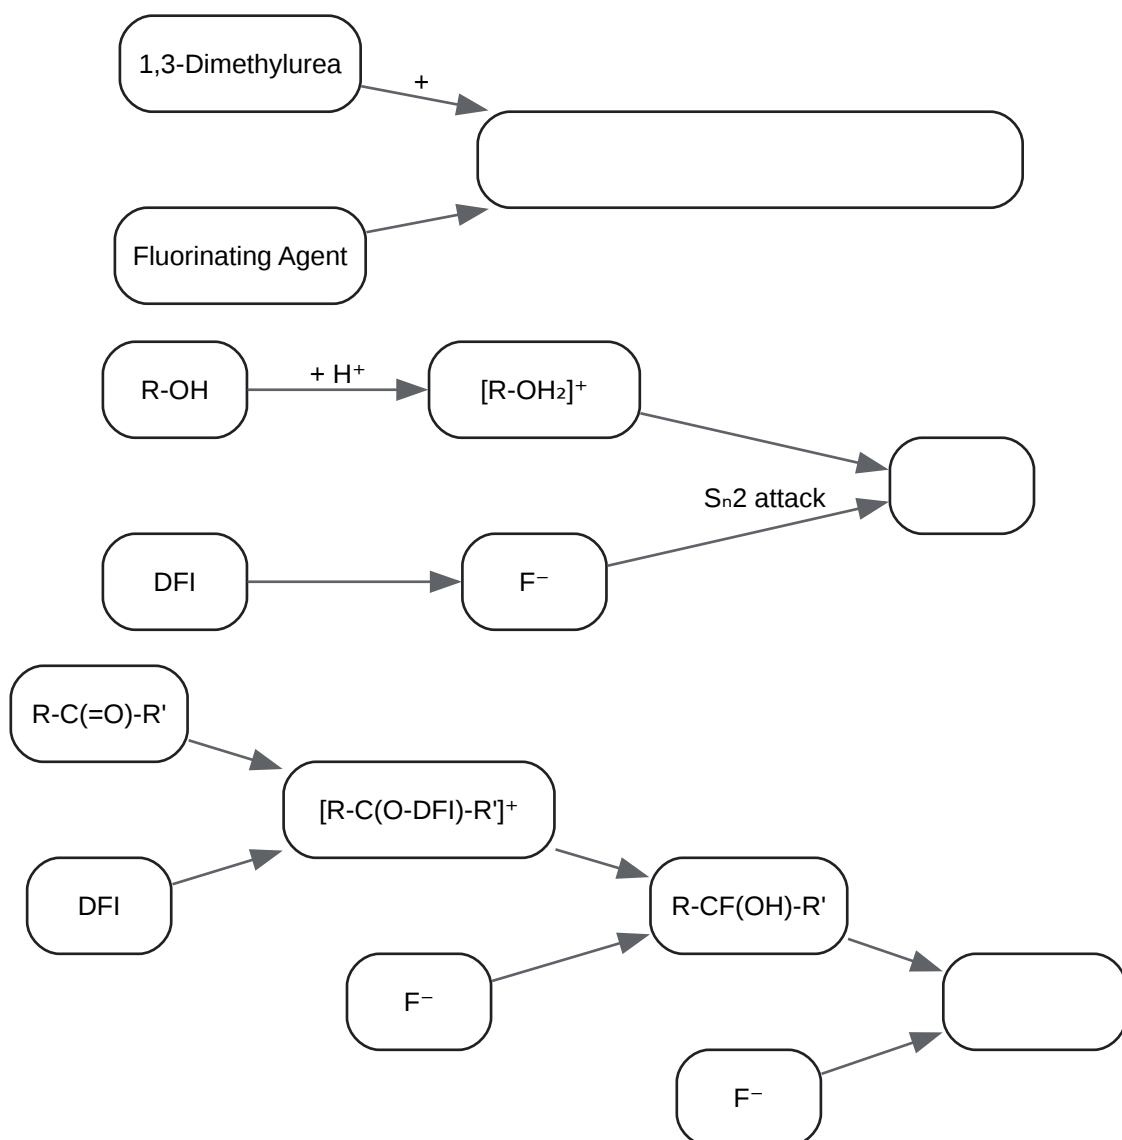 1,3-Dimethylurea
+
Fluorinating Agent
R-OH
+ H⁺
[R-OH₂]⁺
Sₙ2 attack
DFI
F⁻
R-C(=O)-R'
[R-C(O-DFI)-R']⁺
DFI
R-CF(OH)-R'
F⁻
F⁻